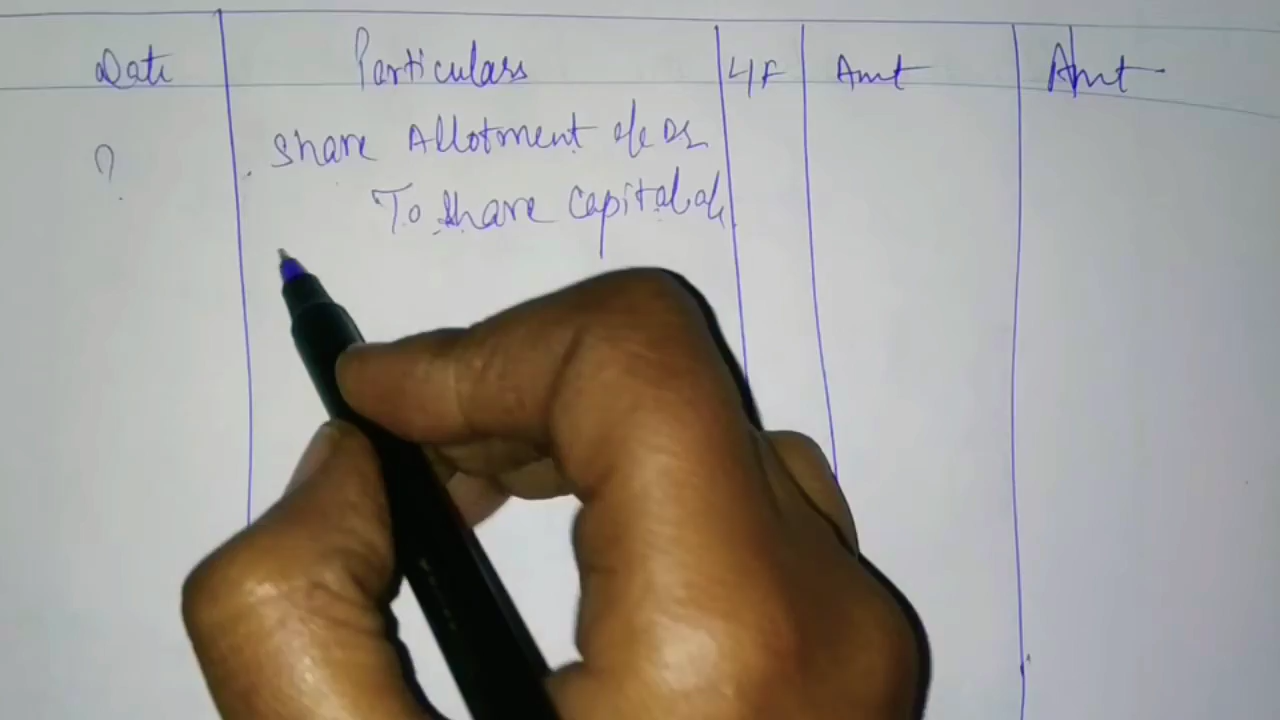 Date Particulars LF Amt Amt
? Share Allotment a/c Dr
To Share Capital a/c